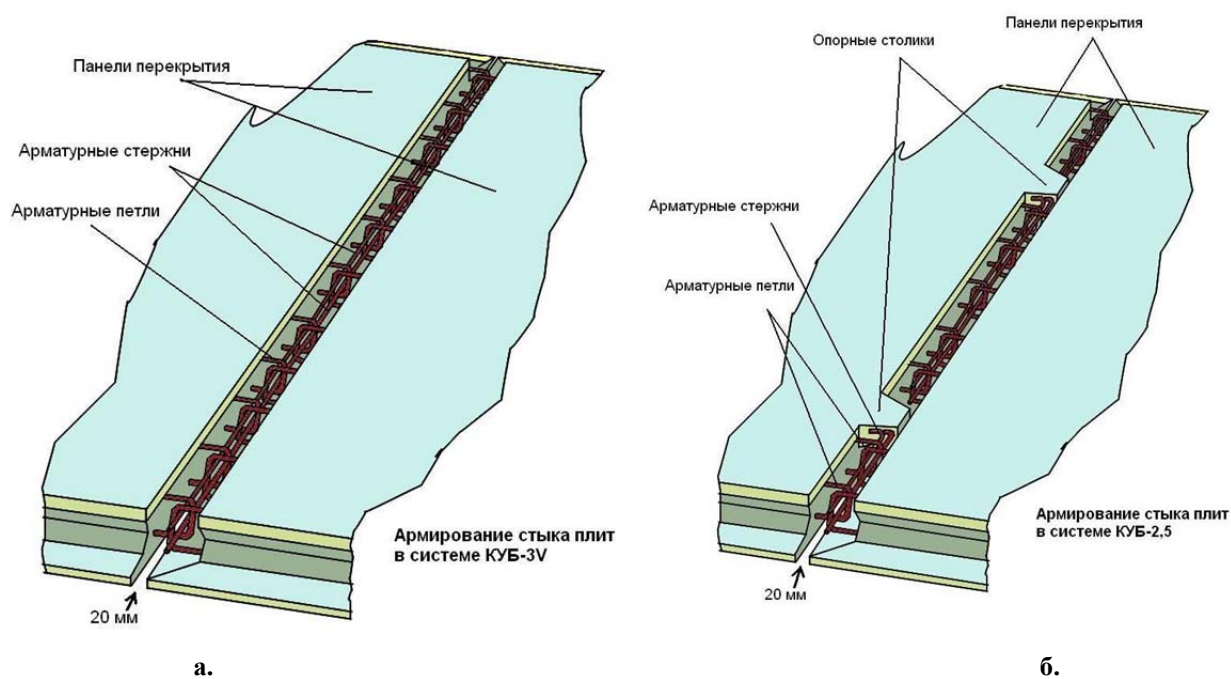 Панели перекрытия
Арматурные стержни
Арматурные петли
Армирование стыка плит
в системе КУБ-3V
20 мм
а.
Опорные столики
Панели перекрытия
Арматурные стержни
Арматурные петли
Армирование стыка плит
в системе КУБ-2,5
20 мм
б.